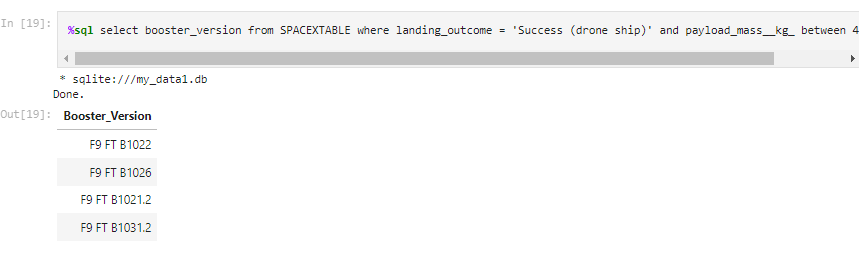 In [19]:
%sql select booster_version from SPACEXTABLE where landing_outcome = 'Success (drone ship)' and payload_mass__kg_ between 4
* sqlite:///my_data1.db
Done.
Out[19]:
Booster_Version
F9 FT B1022
F9 FT B1026
F9 FT B1021.2
F9 FT B1031.2